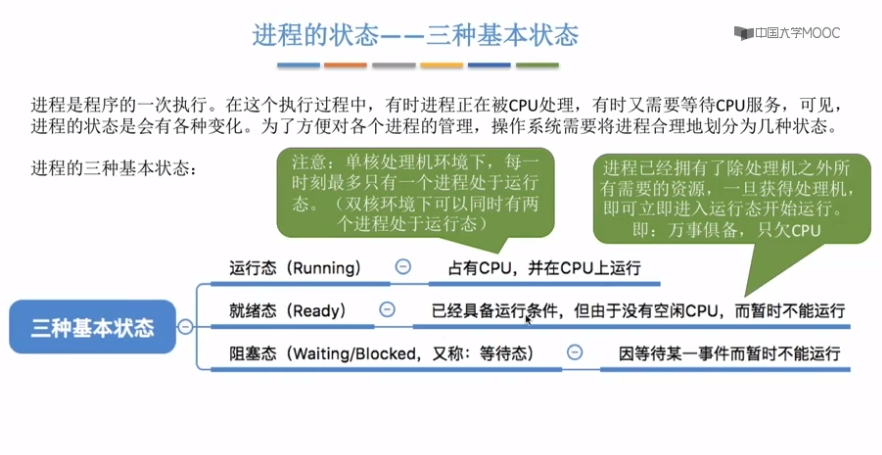 进程的状态——三种基本状态
中国大学MOOC
进程是程序的一次执行。在这个执行过程中，有时进程正在被CPU处理，有时又需要等待CPU服务，可见，
进程的状态是会有各种变化。为了方便对各个进程的管理，操作系统需要将进程合理地划分为几种状态。
进程的三种基本状态：
注意：单核处理机环境下，每一
时刻最多只有一个进程处于运行
态。（双核环境下可以同时有两
个进程处于运行态）
进程已经拥有了除处理机之外所
有需要的资源，一旦获得处理机，
即可立即进入运行态开始运行。
即：万事俱备，只欠CPU
三种基本状态
运行态（Running）
占有CPU，并在CPU上运行
就绪态（Ready）
已经具备运行条件，但由于没有空闲CPU，而暂时不能运行
阻塞态（Waiting/Blocked，又称：等待态）
因等待某一事件而暂时不能运行